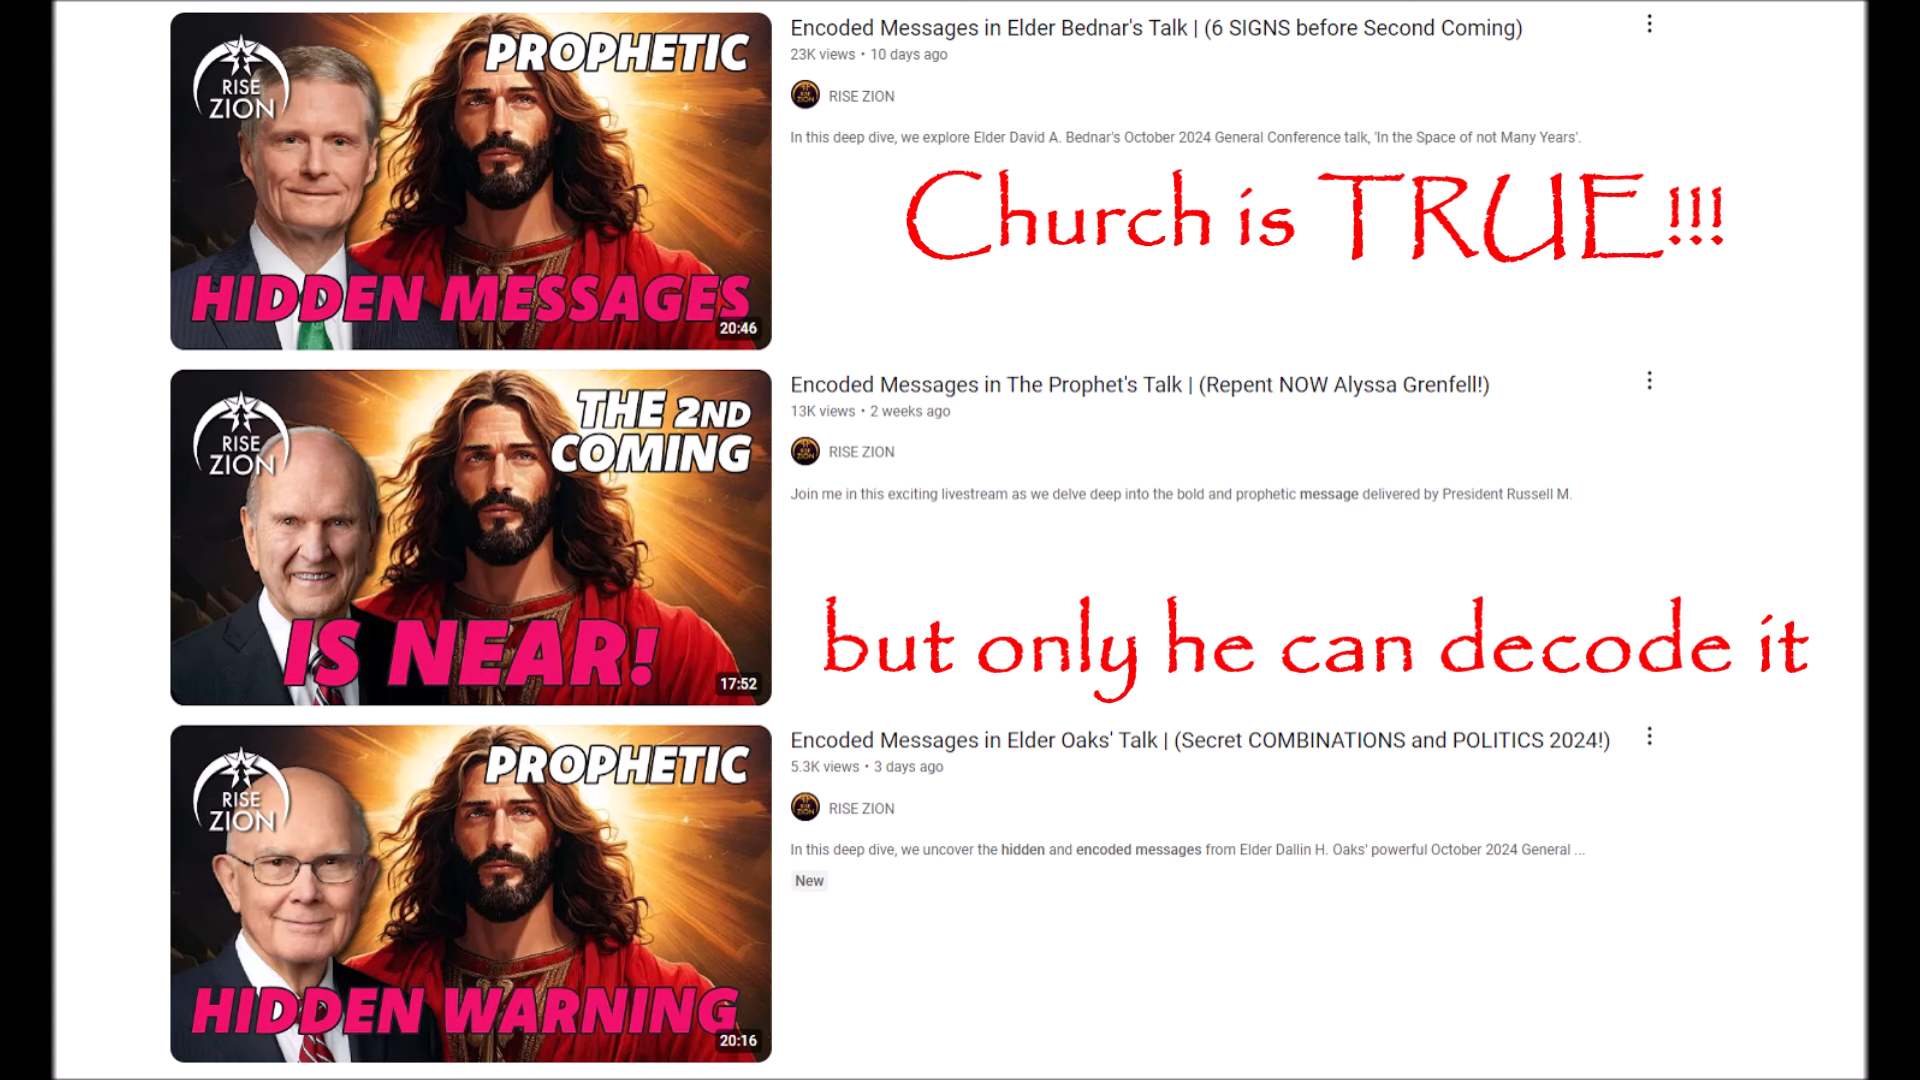 PROPHETIC
RISE
ZION
HIDDEN MESSAGES
20:46
Encoded Messages in Elder Bednar's Talk | (6 SIGNS before Second Coming)
23K views • 10 days ago
RISE ZION
In this deep dive, we explore Elder David A. Bednar's October 2024 General Conference talk, 'In the Space of not Many Years'.
Church is TRUE!!!
THE 2ND
COMING
RISE
ZION
IS NEAR!
17:52
Encoded Messages in The Prophet's Talk | (Repent NOW Alyssa Grenfell!)
13K views • 2 weeks ago
RISE ZION
Join me in this exciting livestream as we delve deep into the bold and prophetic message delivered by President Russell M.
but only he can decode it
PROPHETIC
RISE
ZION
HIDDEN WARNING
20:16
Encoded Messages in Elder Oaks' Talk | (Secret COMBINATIONS and POLITICS 2024!)
5.3K views • 3 days ago
RISE ZION
In this deep dive, we uncover the hidden and encoded messages from Elder Dallin H. Oaks' powerful October 2024 General ...
New